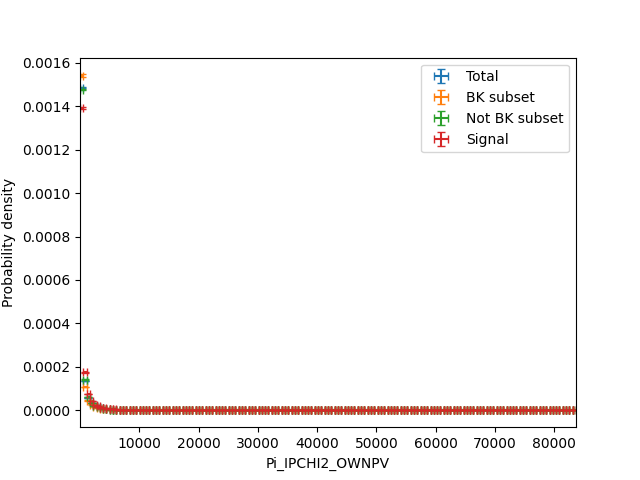 0.0016
0.0014
0.0012
0.0010
0.0008
0.0006
0.0004
0.0002
0.0000
Probability density
Total
BK subset
Not BK subset
Signal
10000 20000 30000 40000 50000 60000 70000 80000
Pi_IPCHI2_OWNPV